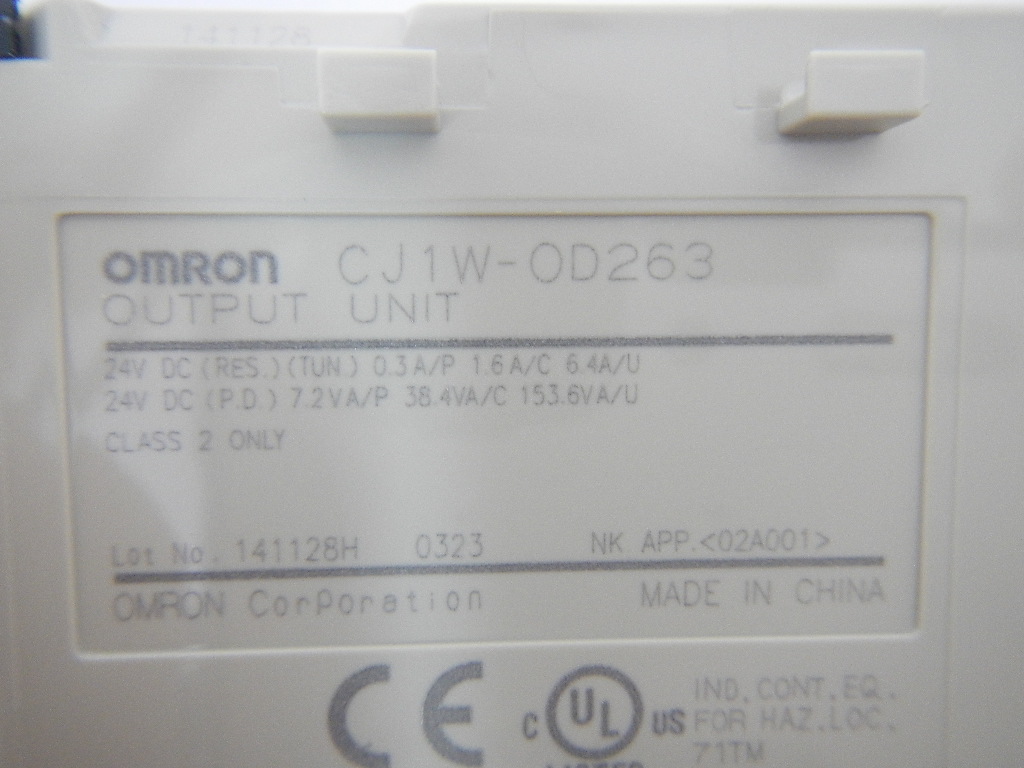 141128
OMRON CJ1W-OD263
OUTPUT UNIT
24V DC (RES.)(TUN.) 0.3A/P 1.6A/C 6.4A/U
24V DC (P.D.) 7.2VA/P 38.4VA/C 153.6VA/U
CLASS 2 ONLY
Lot No. 141128H 0323 NK APP.<02A001>
OMRON Corporation MADE IN CHINA
CE C UL US IND. CONT. EQ.
FOR HAZ. LOC.
71TM